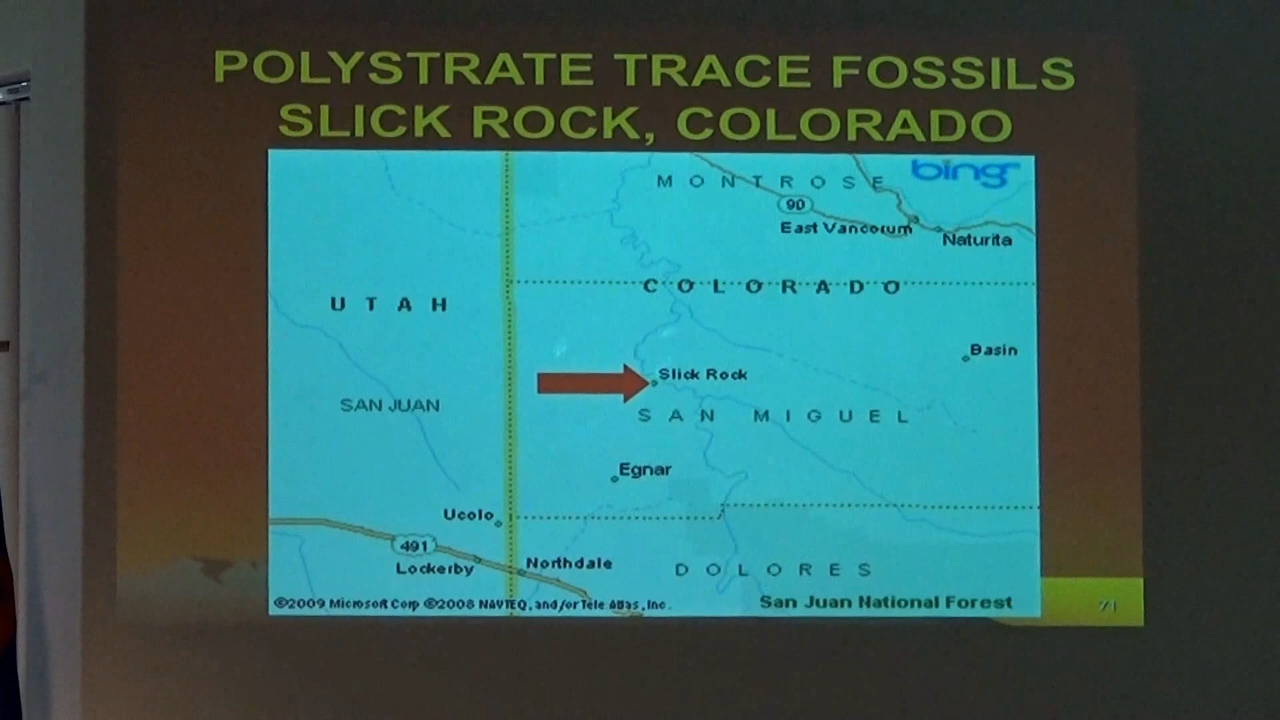 POLYSTRATE TRACE FOSSILS
SLICK ROCK, COLORADO
bing
MONTROSE
90
East Vancorum
Naturita
COLORADO
UTAH
Basin
Slick Rock
SAN JUAN
SAN MIGUEL
Egnar
Ucolo
491
Lockerby
Northdale
DOLORES
©2009 Microsoft Corp ©2008 NAVTEQ, and/or Tele Atlas, Inc.
San Juan National Forest
71